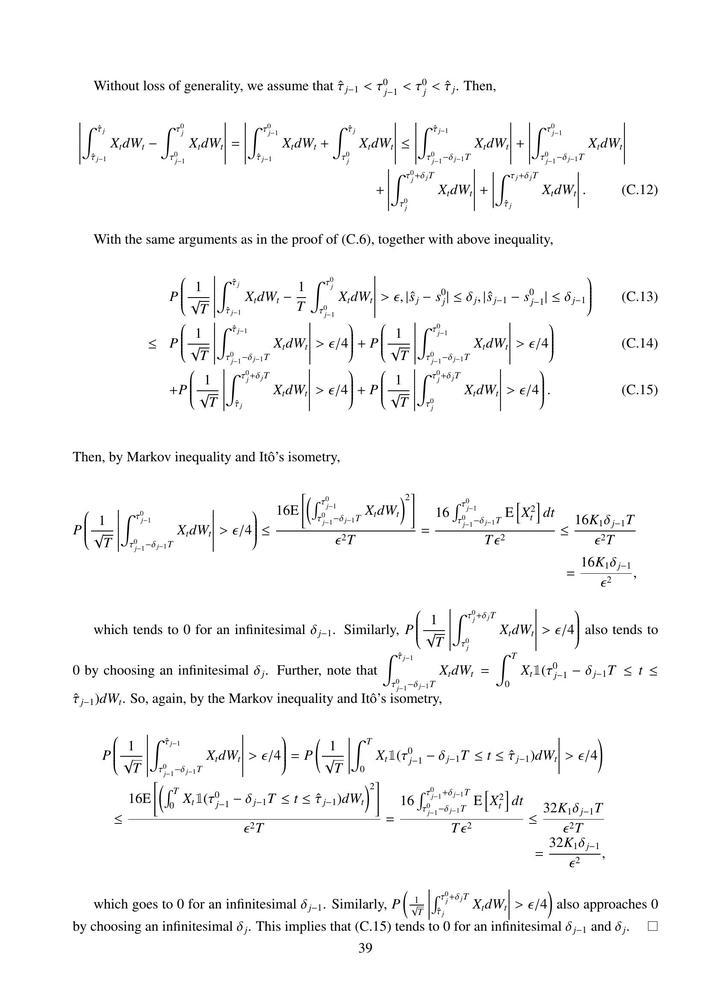 Without loss of generality, we assume that $\hat{\tau}_{j-1} < \tau^0_{j-1} < \tau^0_j < \hat{\tau}_j$. Then,
$\left| \int_{\hat{\tau}_{j-1}}^{\hat{\tau}_j} X_t dW_t - \int_{\tau^0_{j-1}}^{\tau^0_j} X_t dW_t \right| = \left| \int_{\hat{\tau}_{j-1}}^{\tau^0_{j-1}} X_t dW_t + \int_{\tau^0_j}^{\hat{\tau}_j} X_t dW_t \right| \leq \left| \int_{\tau^0_{j-1}-\delta_{j-1}T}^{\hat{\tau}_{j-1}} X_t dW_t \right| + \left| \int_{\tau^0_{j-1}-\delta_{j-1}T}^{\tau^0_{j-1}} X_t dW_t \right|$
$+ \left| \int_{\tau^0_j}^{\tau^0_j+\delta_j T} X_t dW_t \right| + \left| \int_{\hat{\tau}_j}^{\tau_j+\delta_j T} X_t dW_t \right|.$ (C.12)
With the same arguments as in the proof of (C.6), together with above inequality,
$P\left( \frac{1}{\sqrt{T}} \left| \int_{\hat{\tau}_{j-1}}^{\hat{\tau}_j} X_t dW_t - \frac{1}{T} \int_{\tau^0_{j-1}}^{\tau^0_j} X_t dW_t \right| > \epsilon, |\hat{s}_j - s^0_j| \leq \delta_j, |\hat{s}_{j-1} - s^0_{j-1}| \leq \delta_{j-1} \right)$ (C.13)
$\leq P\left( \frac{1}{\sqrt{T}} \left| \int_{\tau^0_{j-1}-\delta_{j-1}T}^{\hat{\tau}_{j-1}} X_t dW_t \right| > \epsilon/4 \right) + P\left( \frac{1}{\sqrt{T}} \left| \int_{\tau^0_{j-1}-\delta_{j-1}T}^{\tau^0_{j-1}} X_t dW_t \right| > \epsilon/4 \right)$ (C.14)
$+P\left( \frac{1}{\sqrt{T}} \left| \int_{\hat{\tau}_j}^{\tau^0_j+\delta_j T} X_t dW_t \right| > \epsilon/4 \right) + P\left( \frac{1}{\sqrt{T}} \left| \int_{\tau^0_j}^{\tau^0_j+\delta_j T} X_t dW_t \right| > \epsilon/4 \right).$ (C.15)
Then, by Markov inequality and Itô's isometry,
$P\left( \frac{1}{\sqrt{T}} \left| \int_{\tau^0_{j-1}-\delta_{j-1}T}^{\tau^0_{j-1}} X_t dW_t \right| > \epsilon/4 \right) \leq \frac{16\mathrm{E}\left[ \left( \int_{\tau^0_{j-1}-\delta_{j-1}T}^{\tau^0_{j-1}} X_t dW_t \right)^2 \right]}{\epsilon^2 T} = \frac{16 \int_{\tau^0_{j-1}-\delta_{j-1}T}^{\tau^0_{j-1}} \mathrm{E}\left[ X_t^2 \right] dt}{T\epsilon^2} \leq \frac{16K_1\delta_{j-1}T}{\epsilon^2 T}$
$= \frac{16K_1\delta_{j-1}}{\epsilon^2},$
which tends to 0 for an infinitesimal $\delta_{j-1}$. Similarly, $P\left( \frac{1}{\sqrt{T}} \left| \int_{\tau^0_j}^{\tau^0_j+\delta_j T} X_t dW_t \right| > \epsilon/4 \right)$ also tends to
0 by choosing an infinitesimal $\delta_j$. Further, note that $\int_{\tau^0_{j-1}-\delta_{j-1}T}^{\hat{\tau}_{j-1}} X_t dW_t = \int_0^T X_t \mathbb{1}(\tau^0_{j-1} - \delta_{j-1}T \leq t \leq$
$\hat{\tau}_{j-1})dW_t$. So, again, by the Markov inequality and Itô's isometry,
$P\left( \frac{1}{\sqrt{T}} \left| \int_{\tau^0_{j-1}-\delta_{j-1}T}^{\hat{\tau}_{j-1}} X_t dW_t \right| > \epsilon/4 \right) = P\left( \frac{1}{\sqrt{T}} \left| \int_0^T X_t \mathbb{1}(\tau^0_{j-1} - \delta_{j-1}T \leq t \leq \hat{\tau}_{j-1})dW_t \right| > \epsilon/4 \right)$
$\leq \frac{16\mathrm{E}\left[ \left( \int_0^T X_t \mathbb{1}(\tau^0_{j-1} - \delta_{j-1}T \leq t \leq \hat{\tau}_{j-1})dW_t \right)^2 \right]}{\epsilon^2 T} = \frac{16 \int_{\tau^0_{j-1}-\delta_{j-1}T}^{\tau^0_{j-1}+\delta_{j-1}T} \mathrm{E}\left[ X_t^2 \right] dt}{T\epsilon^2} \leq \frac{32K_1\delta_{j-1}T}{\epsilon^2 T}$
$= \frac{32K_1\delta_{j-1}}{\epsilon^2},$
which goes to 0 for an infinitesimal $\delta_{j-1}$. Similarly, $P\left( \frac{1}{\sqrt{T}} \left| \int_{\hat{\tau}_j}^{\tau^0_j+\delta_j T} X_t dW_t \right| > \epsilon/4 \right)$ also approaches 0
by choosing an infinitesimal $\delta_j$. This implies that (C.15) tends to 0 for an infinitesimal $\delta_{j-1}$ and $\delta_j$. □
39